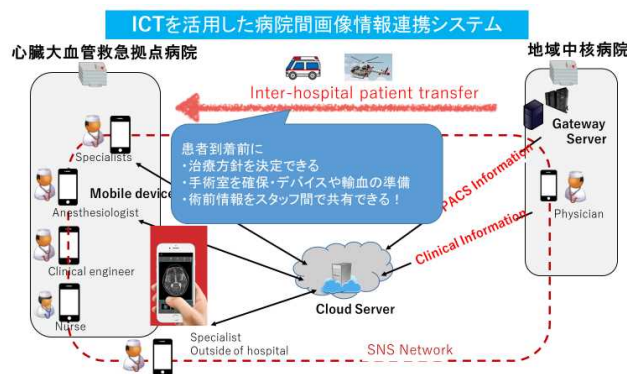 ICTを活用した病院間画像情報連携システム
心臓大血管救急拠点病院
地域中核病院
Inter-hospital patient transfer
Gateway
Server
Specialists
患者到着前に
・治療方針を決定できる
・手術室を確保・デバイスや輸血の準備
・術前情報をスタッフ間で共有できる！
Mobile device
Anesthesiologist
PACS Information
Physician
Clinical Information
Clinical engineer
Cloud Server
Nurse
Specialist
Outside of hospital
SNS Network